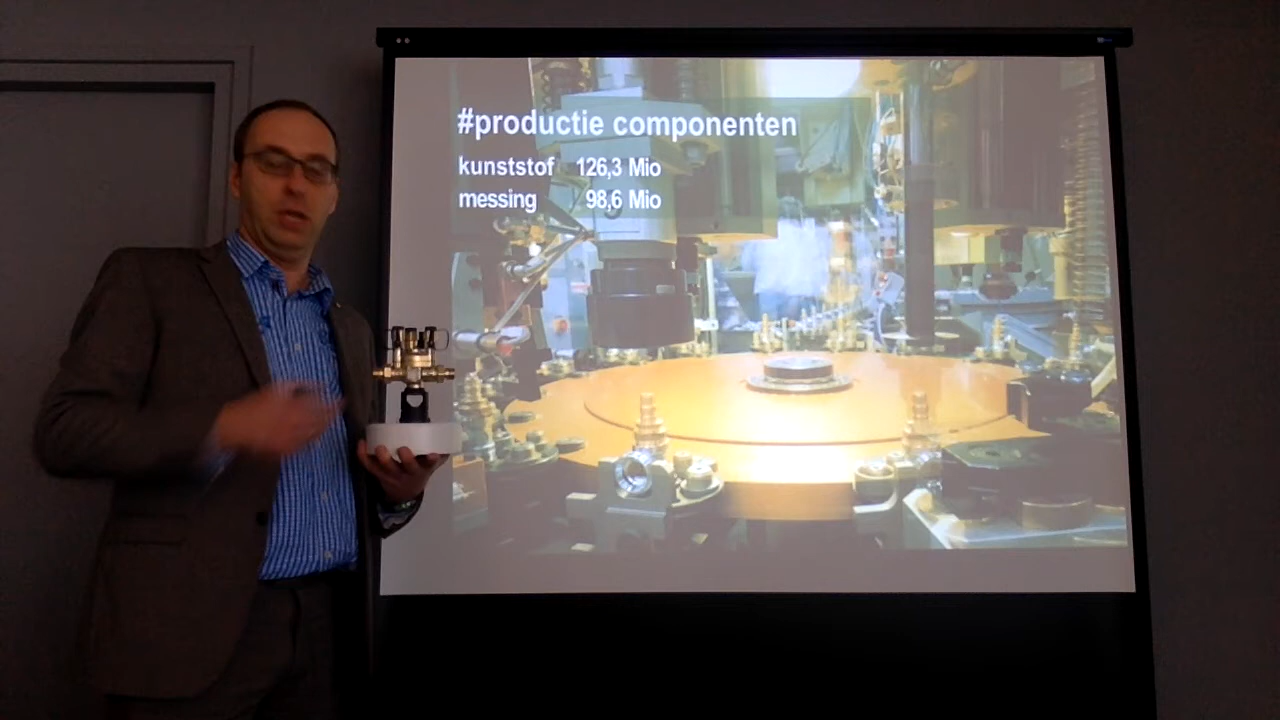 #productie componenten
kunststof 126,3 Mio
messing 98,6 Mio